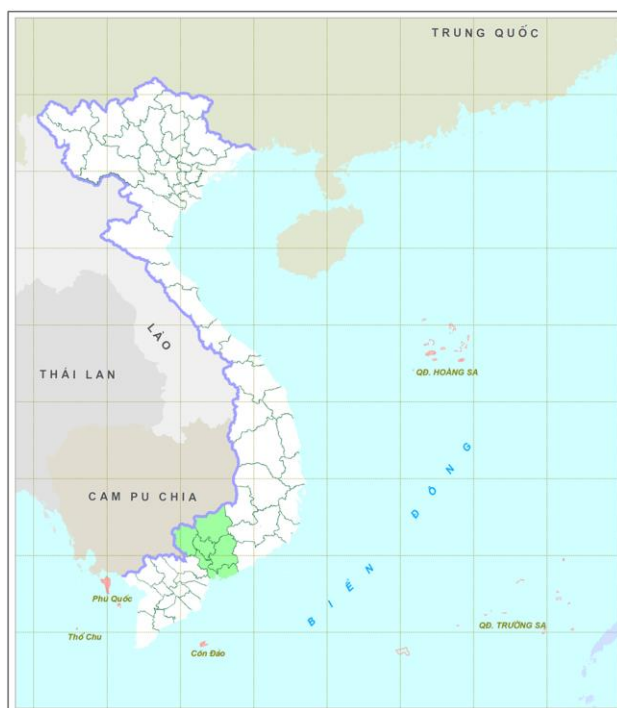 TRUNG QUỐC
LÀO
THÁI LAN
QĐ. HOÀNG SA
CAM PU CHIA
BIỂN ĐÔNG
Phú Quốc
Thổ Chu
Côn Đảo
QĐ. TRƯỜNG SA